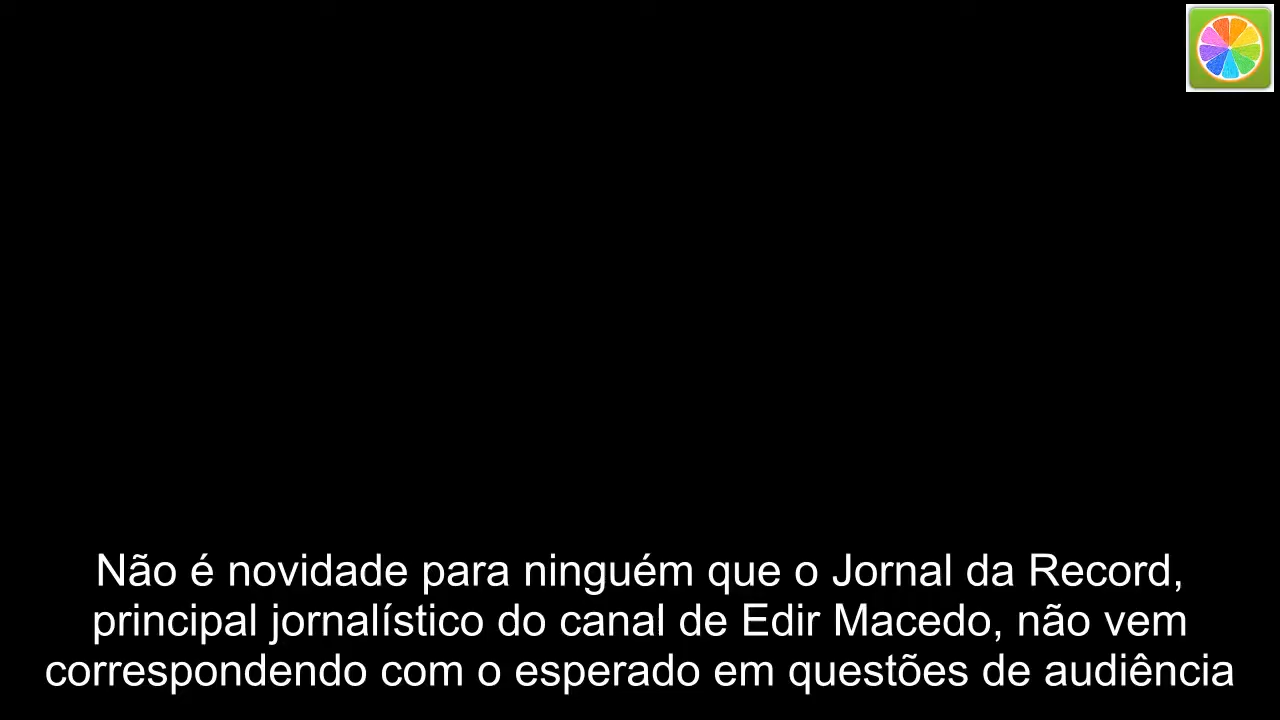 Não é novidade para ninguém que o Jornal da Record,
principal jornalístico do canal de Edir Macedo, não vem
correspondendo com o esperado em questões de audiência